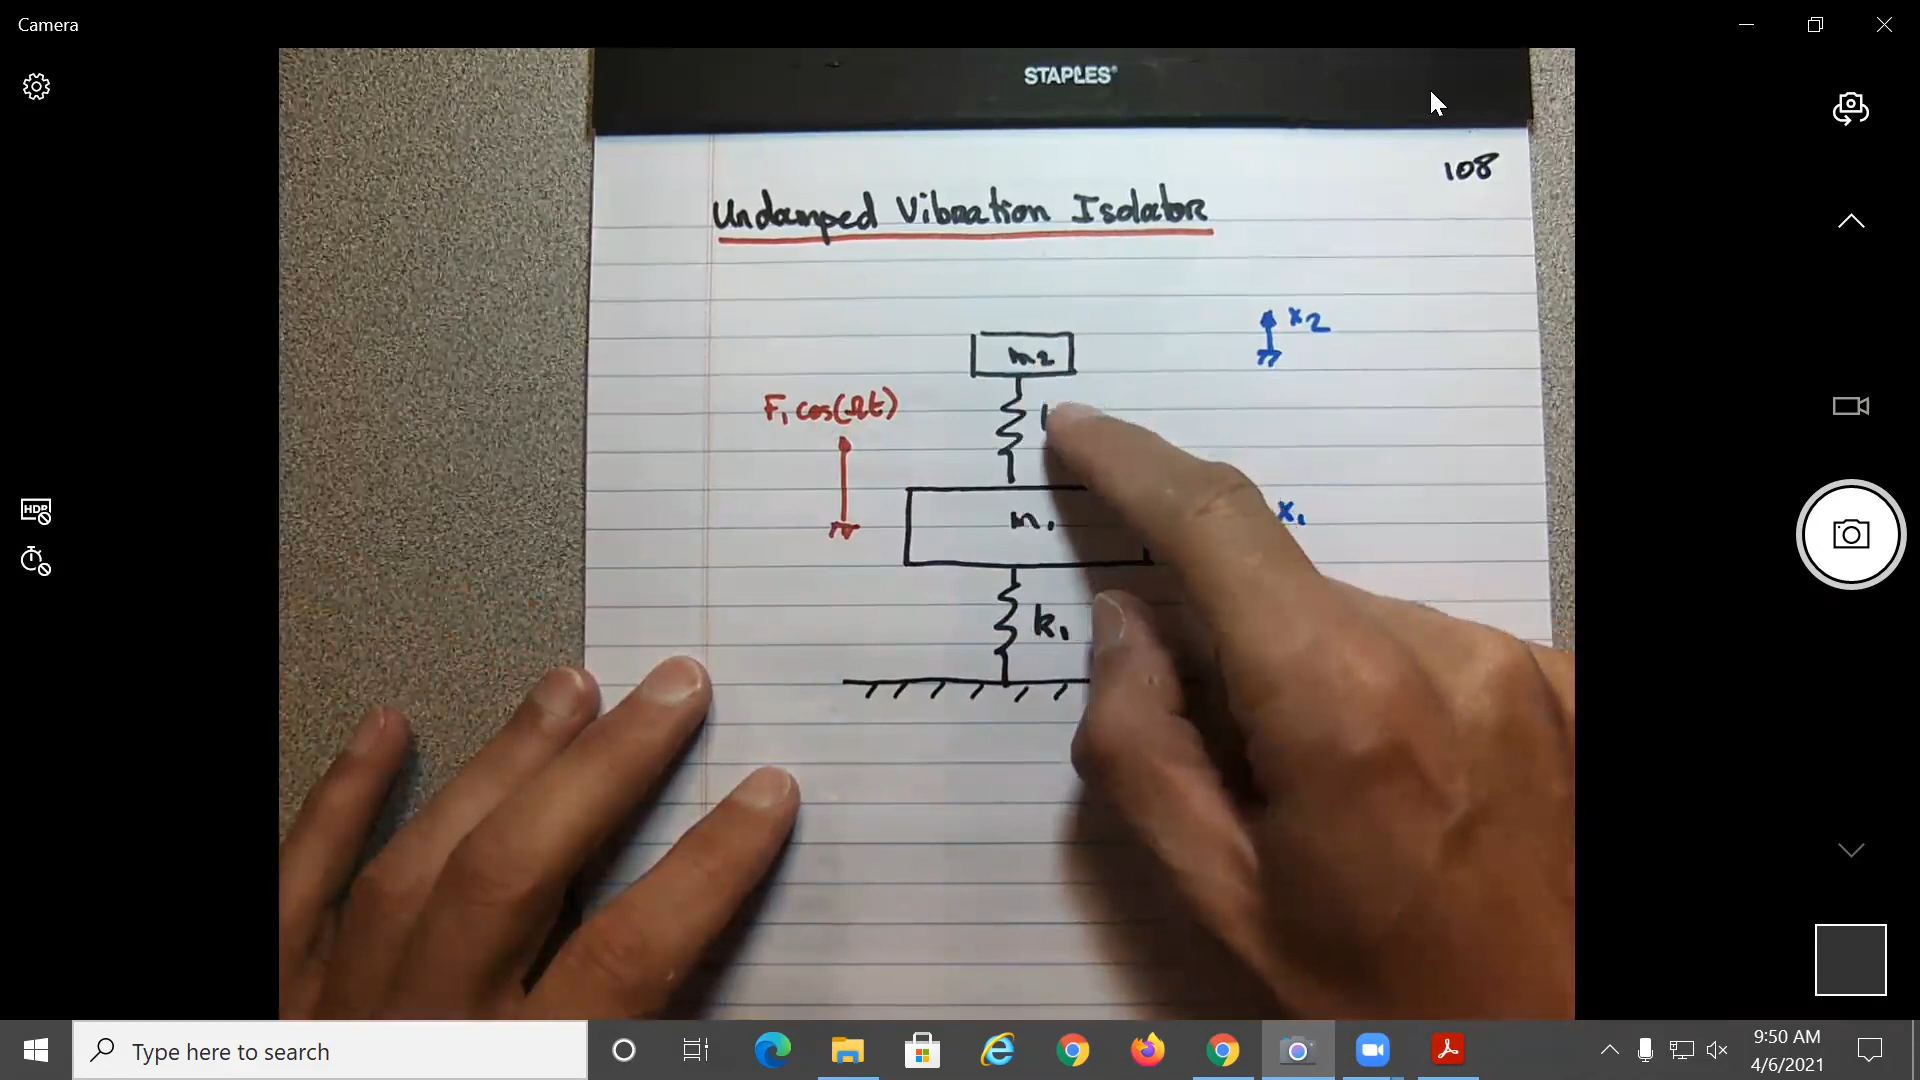 Camera
STAPLES
108
Undamped Vibration Isolator
x2
m2
F1 cos(Ωt)
m1
x1
k1
HDR
Type here to search
9:50 AM
4/6/2021